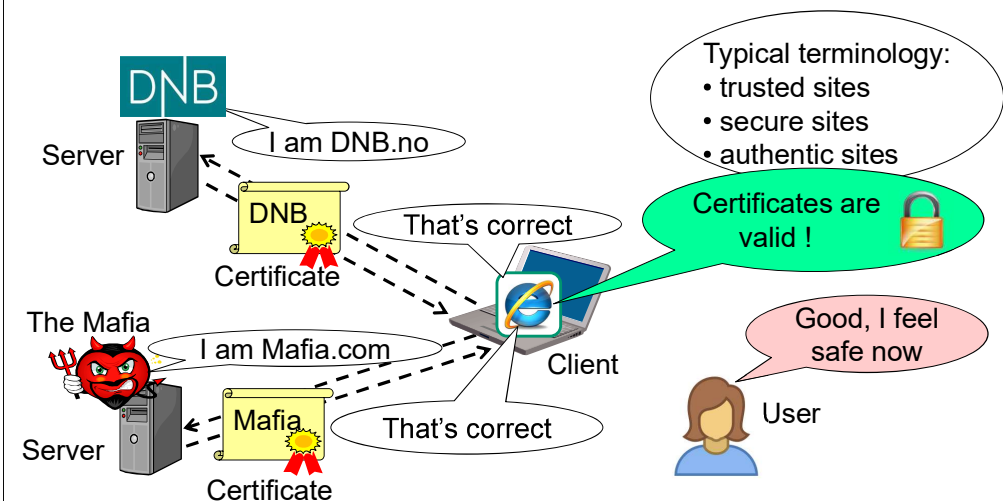 DNB
Server
I am DNB.no
DNB
Certificate
Typical terminology:
• trusted sites
• secure sites
• authentic sites
That's correct
Certificates are
valid !
The Mafia
I am Mafia.com
Client
Good, I feel
safe now
User
Server
Mafia
That's correct
Certificate